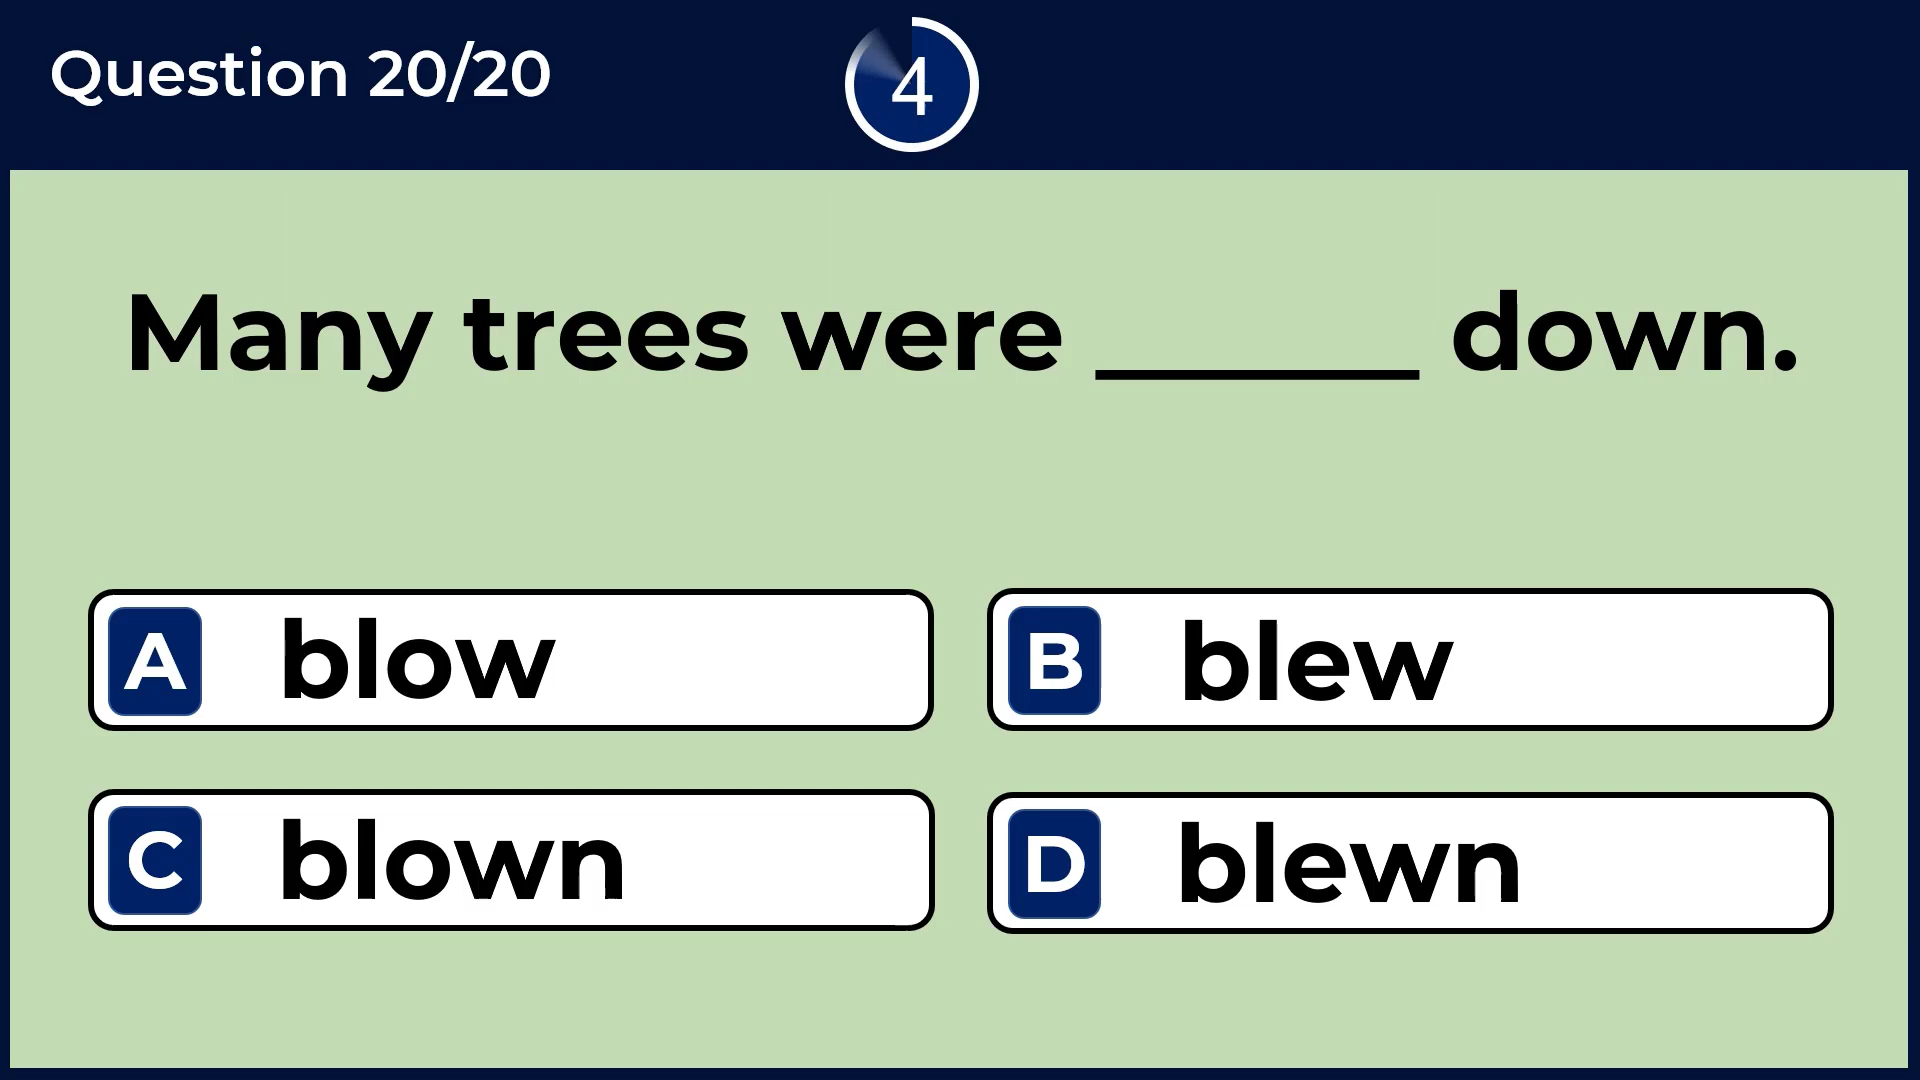 Question 20/20
4
Many trees were ______ down.
A blow
B blew
C blown
D blewn